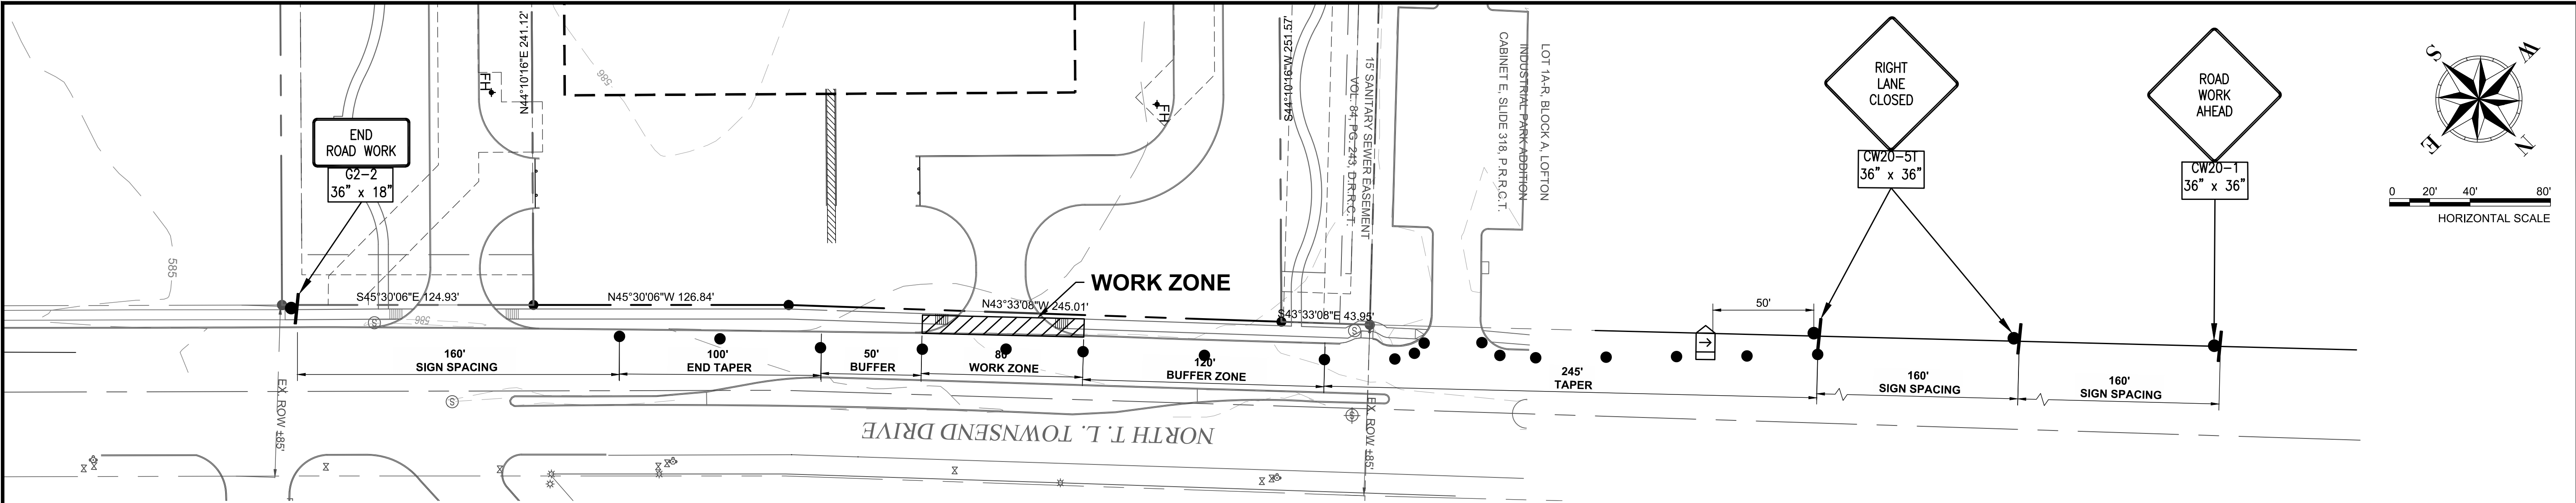 END
ROAD WORK
G2-2
36" x 18"
FH
N44°10'16"E 241.12'
586
FH
S44°10'16"W 251.57'
15' SANITARY SEWER EASEMENT
VOL. 84, PG. 243, D.R.R.C.T.
LOT 1A-R, BLOCK A, LOFTON
INDUSTRIAL PARK ADDITION
CABINET E, SLIDE 318, P.R.R.C.T.
RIGHT
LANE
CLOSED
CW20-5T
36" x 36"
ROAD
WORK
AHEAD
CW20-1
36" x 36"
S
W
E
N
0 20' 40' 80'
HORIZONTAL SCALE
585
S45°30'06"E 124.93'
N45°30'06"W 126.84'
WORK ZONE
N43°33'08"W 245.01'
S43°33'08"E 43.95'
S
586
S
50'
160'
SIGN SPACING
100'
END TAPER
50'
BUFFER
80'
WORK ZONE
120'
BUFFER ZONE
245'
TAPER
160'
SIGN SPACING
160'
SIGN SPACING
EX. ROW ±85'
S
S
EX. ROW ±85'
NORTH T. L. TOWNSEND DRIVE